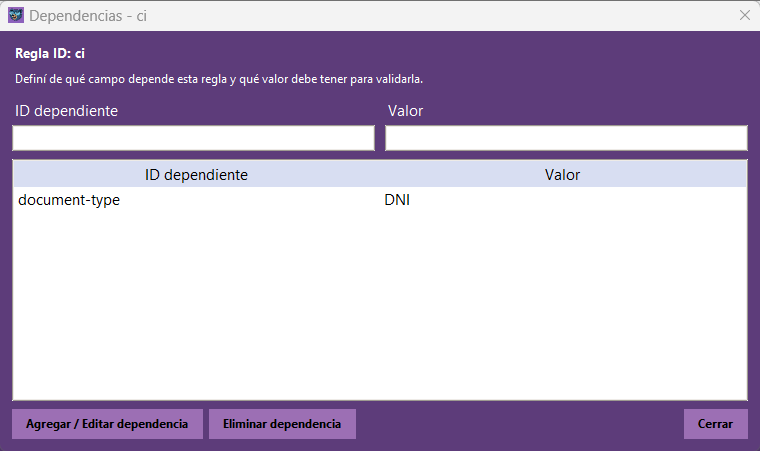 Dependencias - ci
Regla ID: ci
Definí de qué campo depende esta regla y qué valor debe tener para validarla.
ID dependiente Valor
ID dependiente Valor
document-type DNI
Agregar / Editar dependencia Eliminar dependencia Cerrar